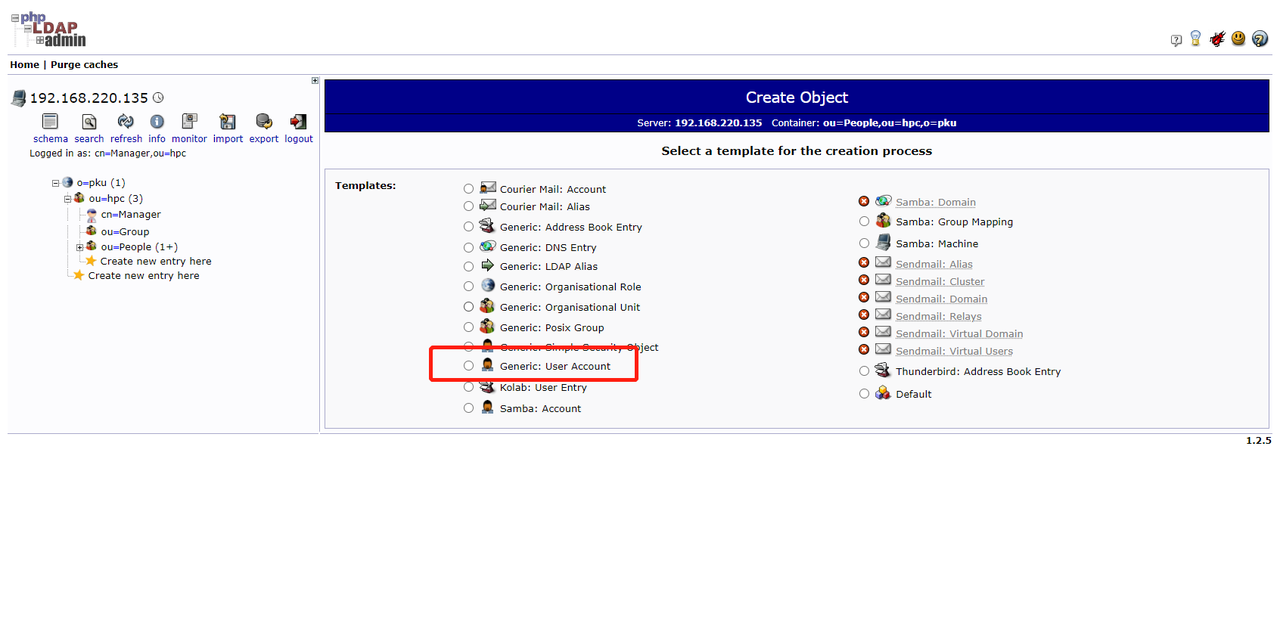 php
LDAP
admin
Home | Purge caches
192.168.220.135
schema search refresh info monitor import export logout
Logged in as: cn=Manager,ou=hpc
o=pku (1)
ou=hpc (3)
cn=Manager
ou=Group
ou=People (1+)
Create new entry here
Create new entry here
Create Object
Server: 192.168.220.135 Container: ou=People,ou=hpc,o=pku
Select a template for the creation process
Templates:
Courier Mail: Account
Courier Mail: Alias
Generic: Address Book Entry
Generic: DNS Entry
Generic: LDAP Alias
Generic: Organisational Role
Generic: Organisational Unit
Generic: Posix Group
Generic: Simple Security Object
Generic: User Account
Kolab: User Entry
Samba: Account
Samba: Domain
Samba: Group Mapping
Samba: Machine
Sendmail: Alias
Sendmail: Cluster
Sendmail: Domain
Sendmail: Relays
Sendmail: Virtual Domain
Sendmail: Virtual Users
Thunderbird: Address Book Entry
Default
1.2.5